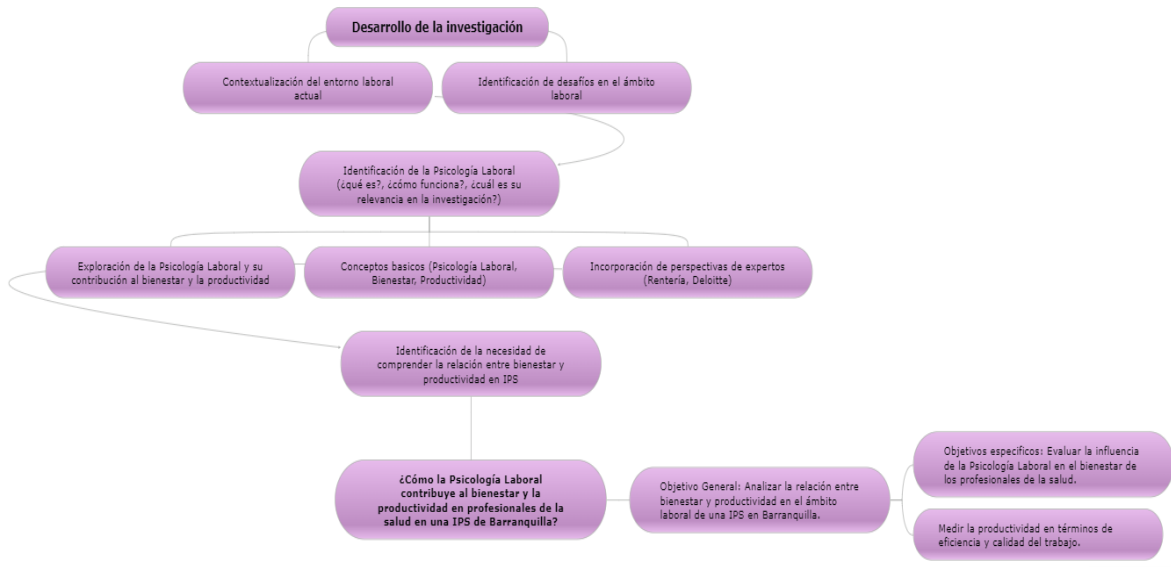 Desarrollo de la investigación
Contextualización del entorno laboral
actual
Identificación de desafíos en el ámbito
laboral
Identificación de la Psicología Laboral
(¿qué es?, ¿cómo funciona?, ¿cuál es su
relevancia en la investigación?)
Exploración de la Psicología Laboral y su
contribución al bienestar y la productividad
Conceptos basicos (Psicología Laboral,
Bienestar, Productividad)
Incorporación de perspectivas de expertos
(Rentería, Deloitte)
Identificación de la necesidad de
comprender la relación entre bienestar y
productividad en IPS
¿Cómo la Psicología Laboral
contribuye al bienestar y la
productividad en profesionales de la
salud en una IPS de Barranquilla?
Objetivo General: Analizar la relación entre
bienestar y productividad en el ámbito
laboral de una IPS en Barranquilla.
Objetivos especificos: Evaluar la influencia
de la Psicología Laboral en el bienestar de
los profesionales de la salud.
Medir la productividad en términos de
eficiencia y calidad del trabajo.